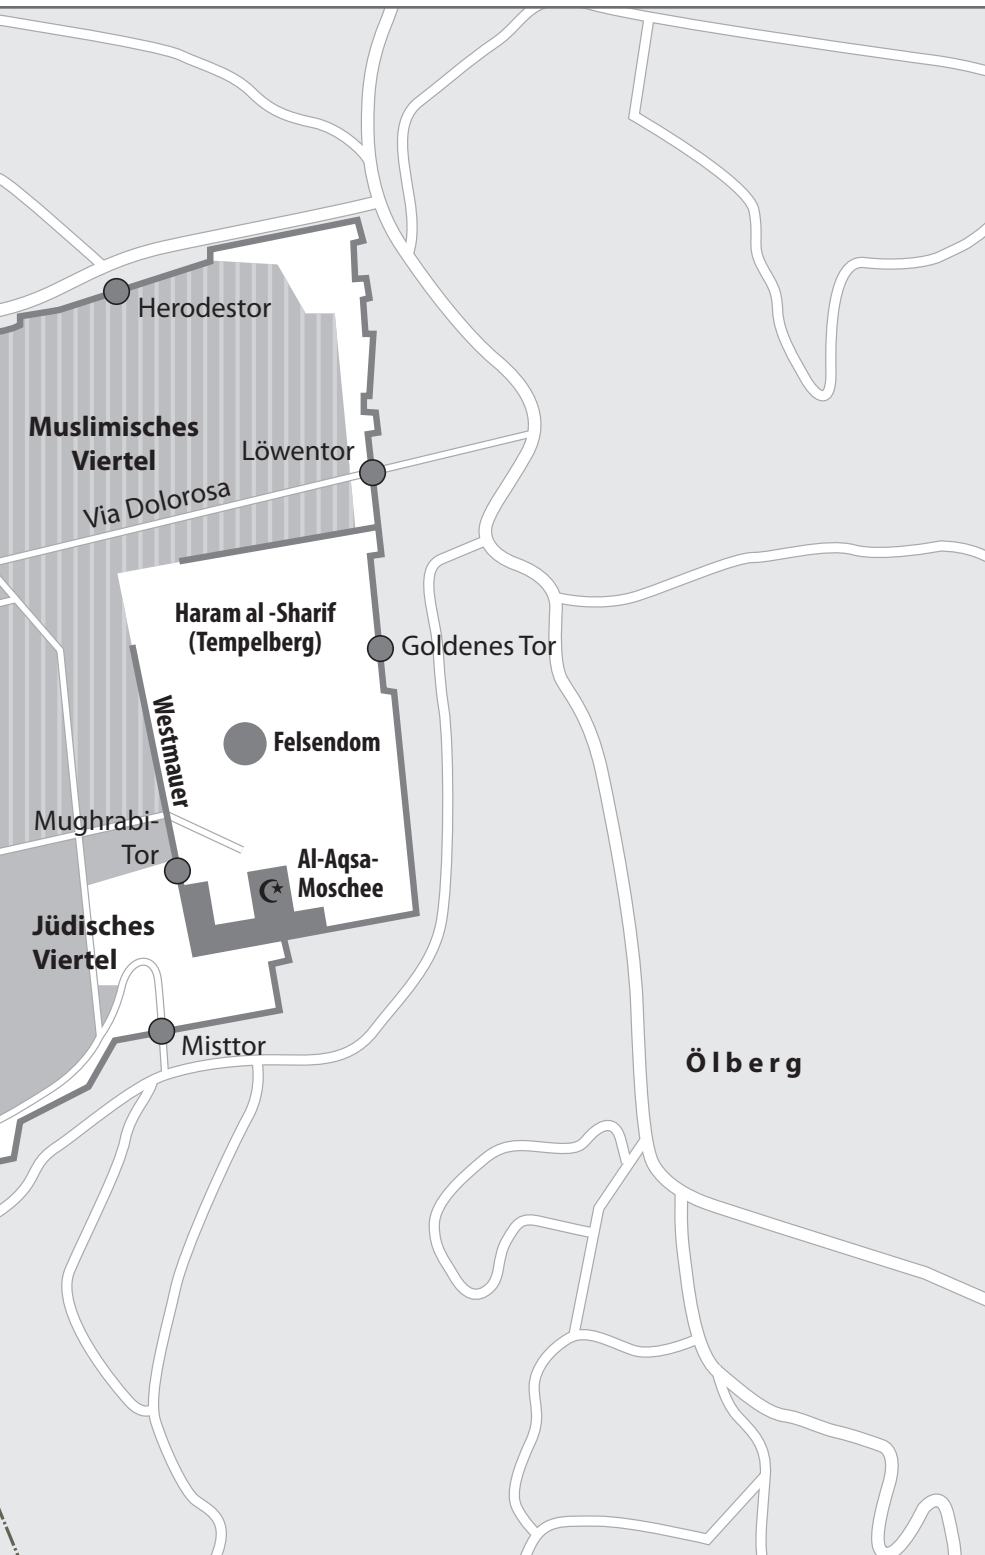 Herodestor
Muslimisches
Viertel
Löwentor
Via Dolorosa
Haram al -Sharif
(Tempelberg)
Goldenes Tor
Westmauer
Felsendom
Mughrabi-
Tor
Al-Aqsa-
Moschee
Jüdisches
Viertel
Misttor
Ölberg